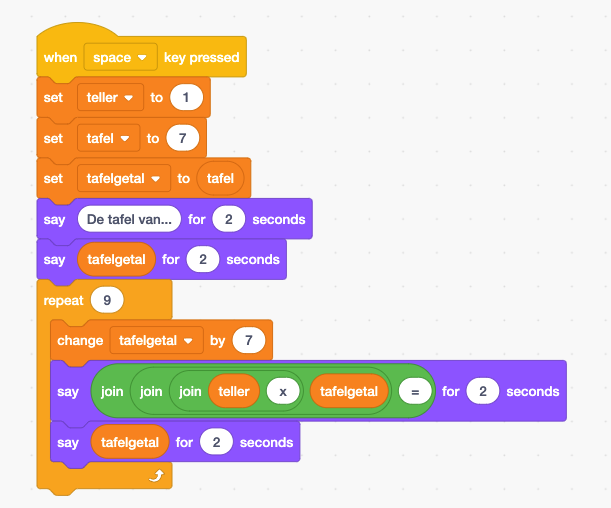 when space key pressed
set teller to 1
set tafel to 7
set tafelgetal to tafel
say De tafel van... for 2 seconds
say tafelgetal for 2 seconds
repeat 9
change tafelgetal by 7
say join join join teller x tafelgetal = for 2 seconds
say tafelgetal for 2 seconds